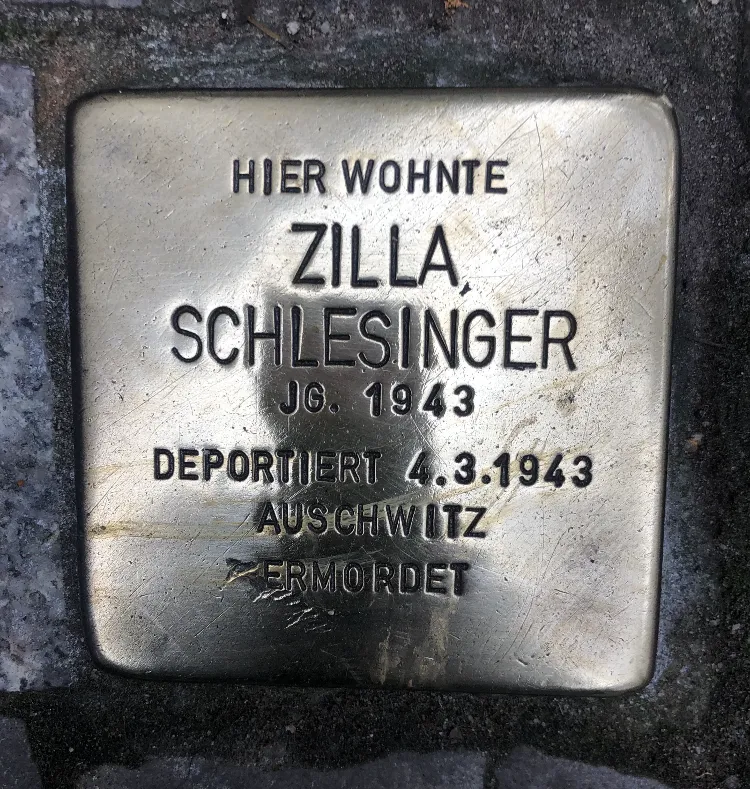 HIER WOHNTE
ZILLA
SCHLESINGER
JG. 1943
DEPORTIERT 4.3.1943
AUSCHWITZ
ERMORDET